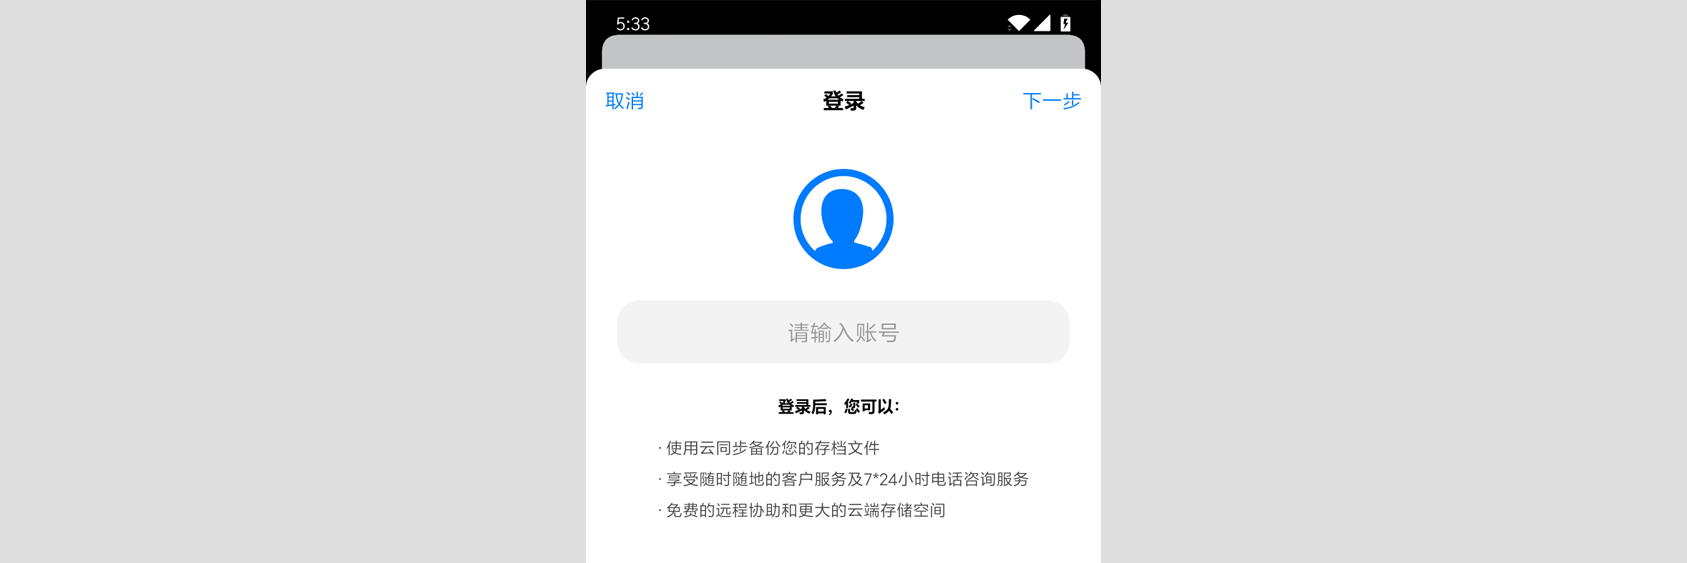 5:33
取消
登录
下一步
请输入账号
登录后，您可以：
· 使用云同步备份您的存档文件
· 享受随时随地的客户服务及7*24小时电话咨询服务
· 免费的远程协助和更大的云端存储空间